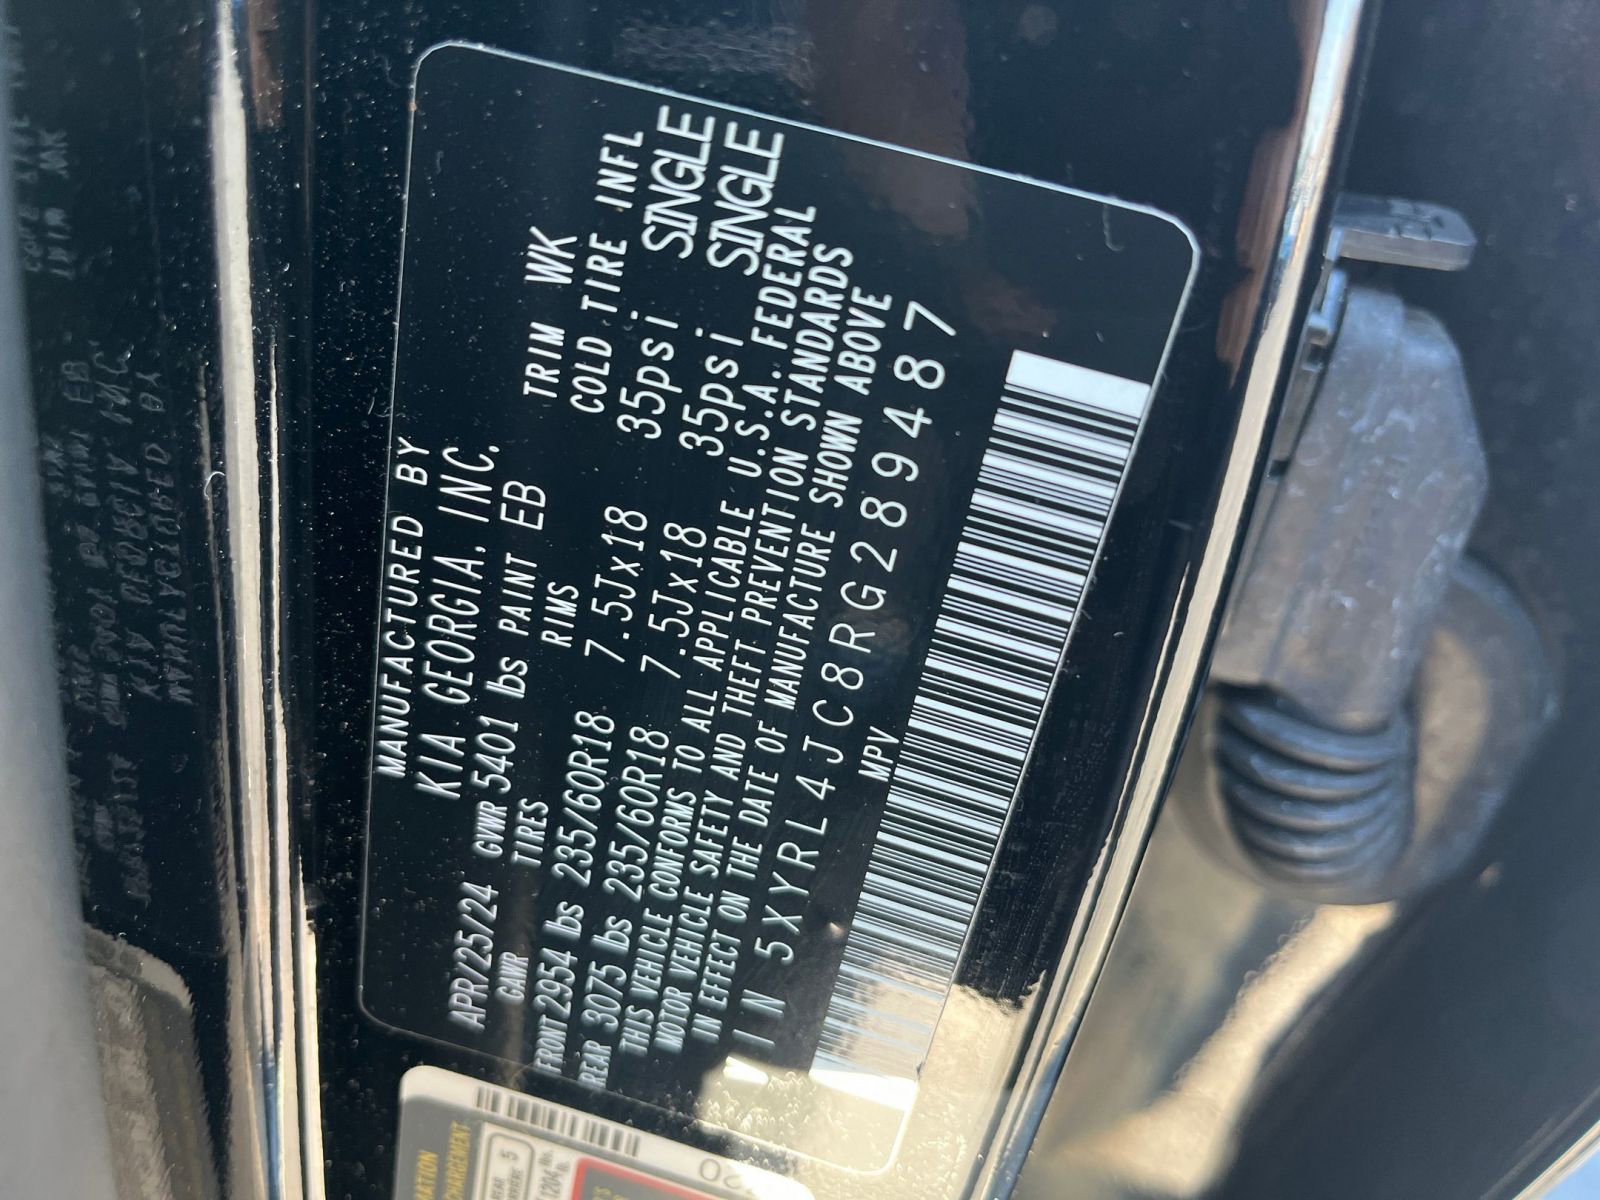 MANUFACTURED BY
KIA GEORGIA, INC.
APR/25/24 GVWR 5401 lbs PAINT EB TRIM WK
GAWR TIRES RIMS COLD TIRE INFL
FRONT 2954 lbs 235/60R18 7.5Jx18 35psi SINGLE
REAR 3075 lbs 235/60R18 7.5Jx18 35psi SINGLE
THIS VEHICLE CONFORMS TO ALL APPLICABLE U.S.A. FEDERAL
MOTOR VEHICLE SAFETY AND THEFT PREVENTION STANDARDS
IN EFFECT ON THE DATE OF MANUFACTURE SHOWN ABOVE
VIN 5XYRL4JC8RG289487
MPV
5